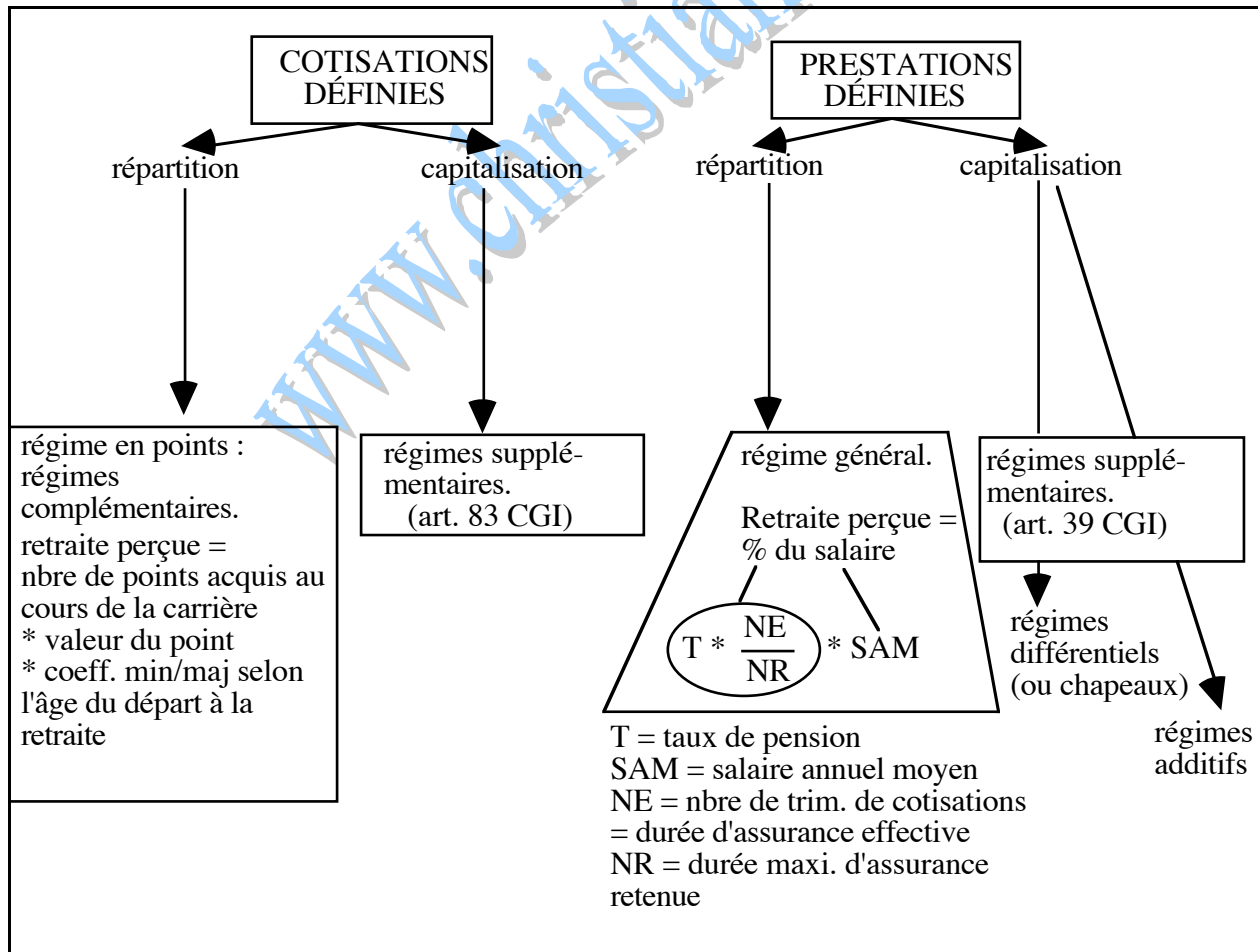 COTISATIONS
DÉFINIES
répartition
capitalisation
régime en points :
régimes
complémentaires.
retraite perçue =
nbre de points acquis au
cours de la carrière
* valeur du point
* coeff. min/maj selon
l'âge du départ à la
retraite
régimes supplé-
mentaires.
(art. 83 CGI)
PRESTATIONS
DÉFINIES
répartition
capitalisation
régime général.
Retraite perçue =
% du salaire
T * NE
NR * SAM
T = taux de pension
SAM = salaire annuel moyen
NE = nbre de trim. de cotisations
= durée d'assurance effective
NR = durée maxi. d'assurance
retenue
régimes supplé-
mentaires.
(art. 39 CGI)
régimes
différentiels
(ou chapeaux)
régimes
additifs
www.christian